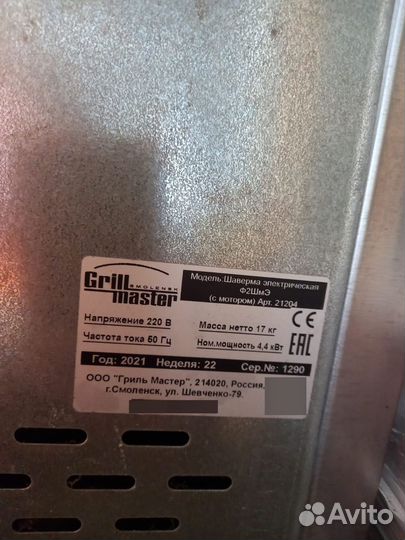 Grill
SMOLENSK
master
Модель:Шаверма электрическая
Ф2ШмЭ
(с мотором) Арт. 21204
Напряжение 220 В
Масса нетто 17 кг
CE
Частота тока 50 Гц
Ном.мощность 4,4 кВт
EAC
Год: 2021 Неделя: 22 Сер.№: 1290
ООО "Гриль Мастер", 214020, Россия,
г.Смоленск, ул. Шевченко-79.
Avito